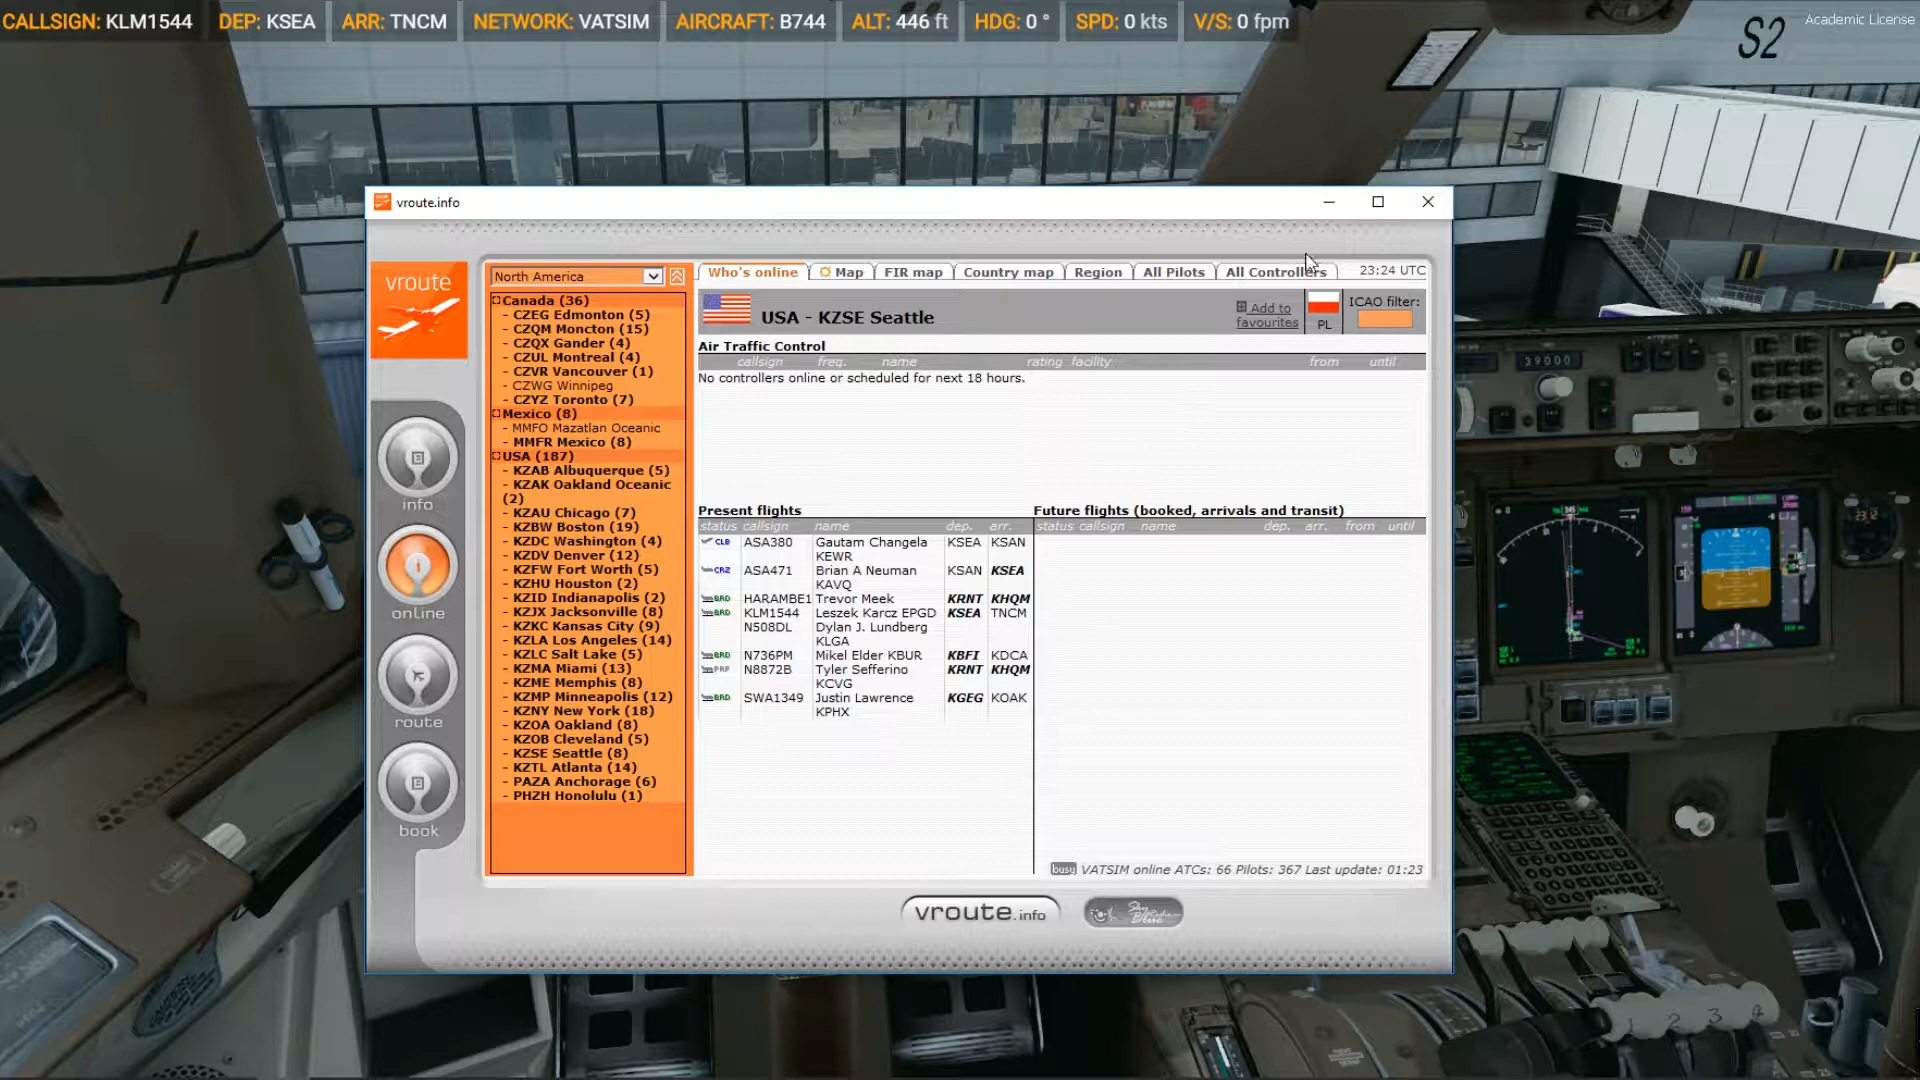 CALLSIGN: KLM1544 DEP: KSEA ARR: TNCM NETWORK: VATSIM AIRCRAFT: B744 ALT: 446 ft HDG: 0 ° SPD: 0 kts V/S: 0 fpm
Academic License
S2
vroute.info
vroute
info
online
route
book
North America
Canada (36)
- CZEG Edmonton (5)
- CZQM Moncton (15)
- CZQX Gander (4)
- CZUL Montreal (4)
- CZVR Vancouver (1)
- CZWG Winnipeg
- CZYZ Toronto (7)
Mexico (8)
- MMFO Mazatlan Oceanic
- MMFR Mexico (8)
USA (187)
- KZAB Albuquerque (5)
- KZAK Oakland Oceanic
(2)
- KZAU Chicago (7)
- KZBW Boston (19)
- KZDC Washington (4)
- KZDV Denver (12)
- KZFW Fort Worth (5)
- KZHU Houston (2)
- KZID Indianapolis (2)
- KZJX Jacksonville (8)
- KZKC Kansas City (9)
- KZLA Los Angeles (14)
- KZLC Salt Lake (5)
- KZMA Miami (13)
- KZME Memphis (8)
- KZMP Minneapolis (12)
- KZNY New York (18)
- KZOA Oakland (8)
- KZOB Cleveland (5)
- KZSE Seattle (8)
- KZTL Atlanta (14)
- PAZA Anchorage (6)
- PHZH Honolulu (1)
Who's online Map FIR map Country map Region All Pilots All Controllers 23:24 UTC
USA - KZSE Seattle
Add to
favourites
PL
ICAO filter:
Air Traffic Control
callsign freq. name rating facility from until
No controllers online or scheduled for next 18 hours.
Present flights
status callsign name dep. arr.
CLB ASA380 Gautam Changela KSEA KSAN
KEWR
CRZ ASA471 Brian A Neuman KSAN KSEA
KAVQ
BRD HARAMBE1 Trevor Meek KRNT KHQM
BRD KLM1544 Leszek Karcz EPGD KSEA TNCM
N508DL Dylan J. Lundberg
KLGA
BRD N736PM Mikel Elder KBUR KBFI KDCA
PRP N8872B Tyler Sefferino KRNT KHQM
KCVG
BRD SWA1349 Justin Lawrence KGEG KOAK
KPHX
Future flights (booked, arrivals and transit)
status callsign name dep. arr. from until
busy VATSIM online ATCs: 66 Pilots: 367 Last update: 01:23
vroute.info
Sky
Blue
39000
1 2 3 4